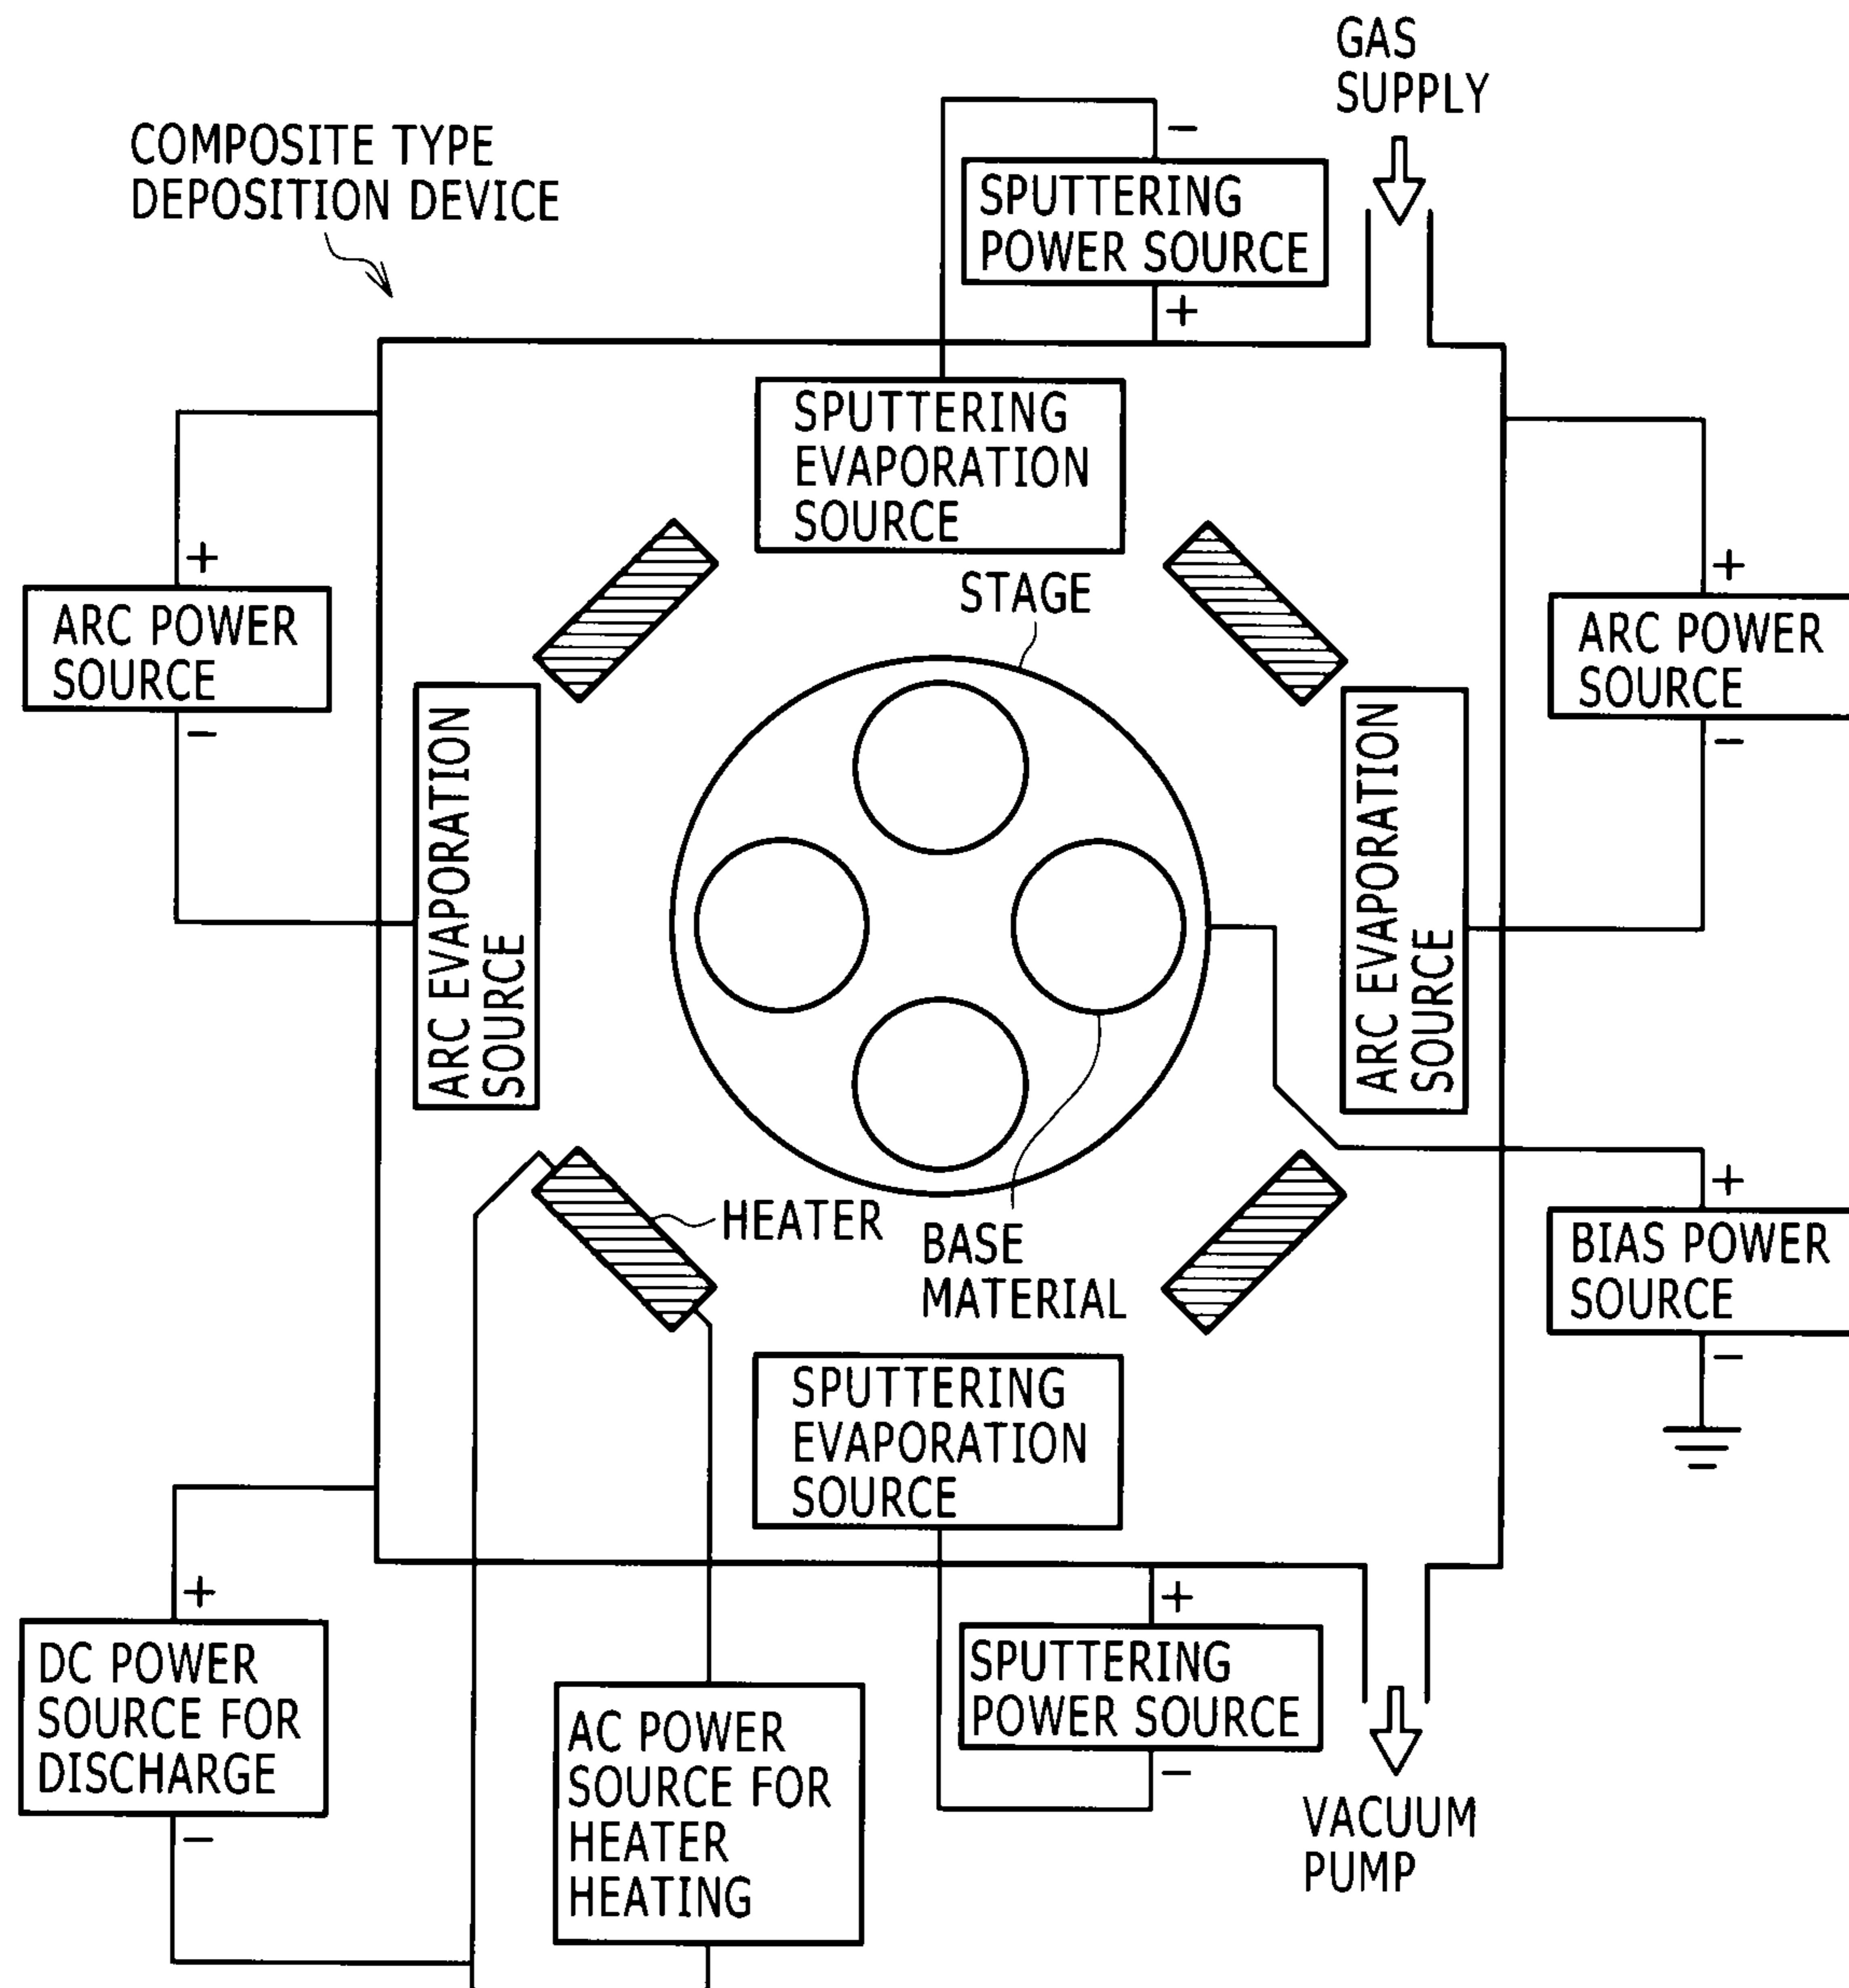 GAS
SUPPLY
COMPOSITE TYPE
DEPOSITION DEVICE
−
SPUTTERING
POWER SOURCE
+
SPUTTERING
EVAPORATION
SOURCE
STAGE
+
ARC POWER
SOURCE
−
+
ARC POWER
SOURCE
−
ARC EVAPORATION
SOURCE
ARC EVAPORATION
SOURCE
HEATER
BASE
MATERIAL
+
BIAS POWER
SOURCE
−
SPUTTERING
EVAPORATION
SOURCE
+
DC POWER
SOURCE FOR
DISCHARGE
−
AC POWER
SOURCE FOR
HEATER
HEATING
+
SPUTTERING
POWER SOURCE
−
VACUUM
PUMP